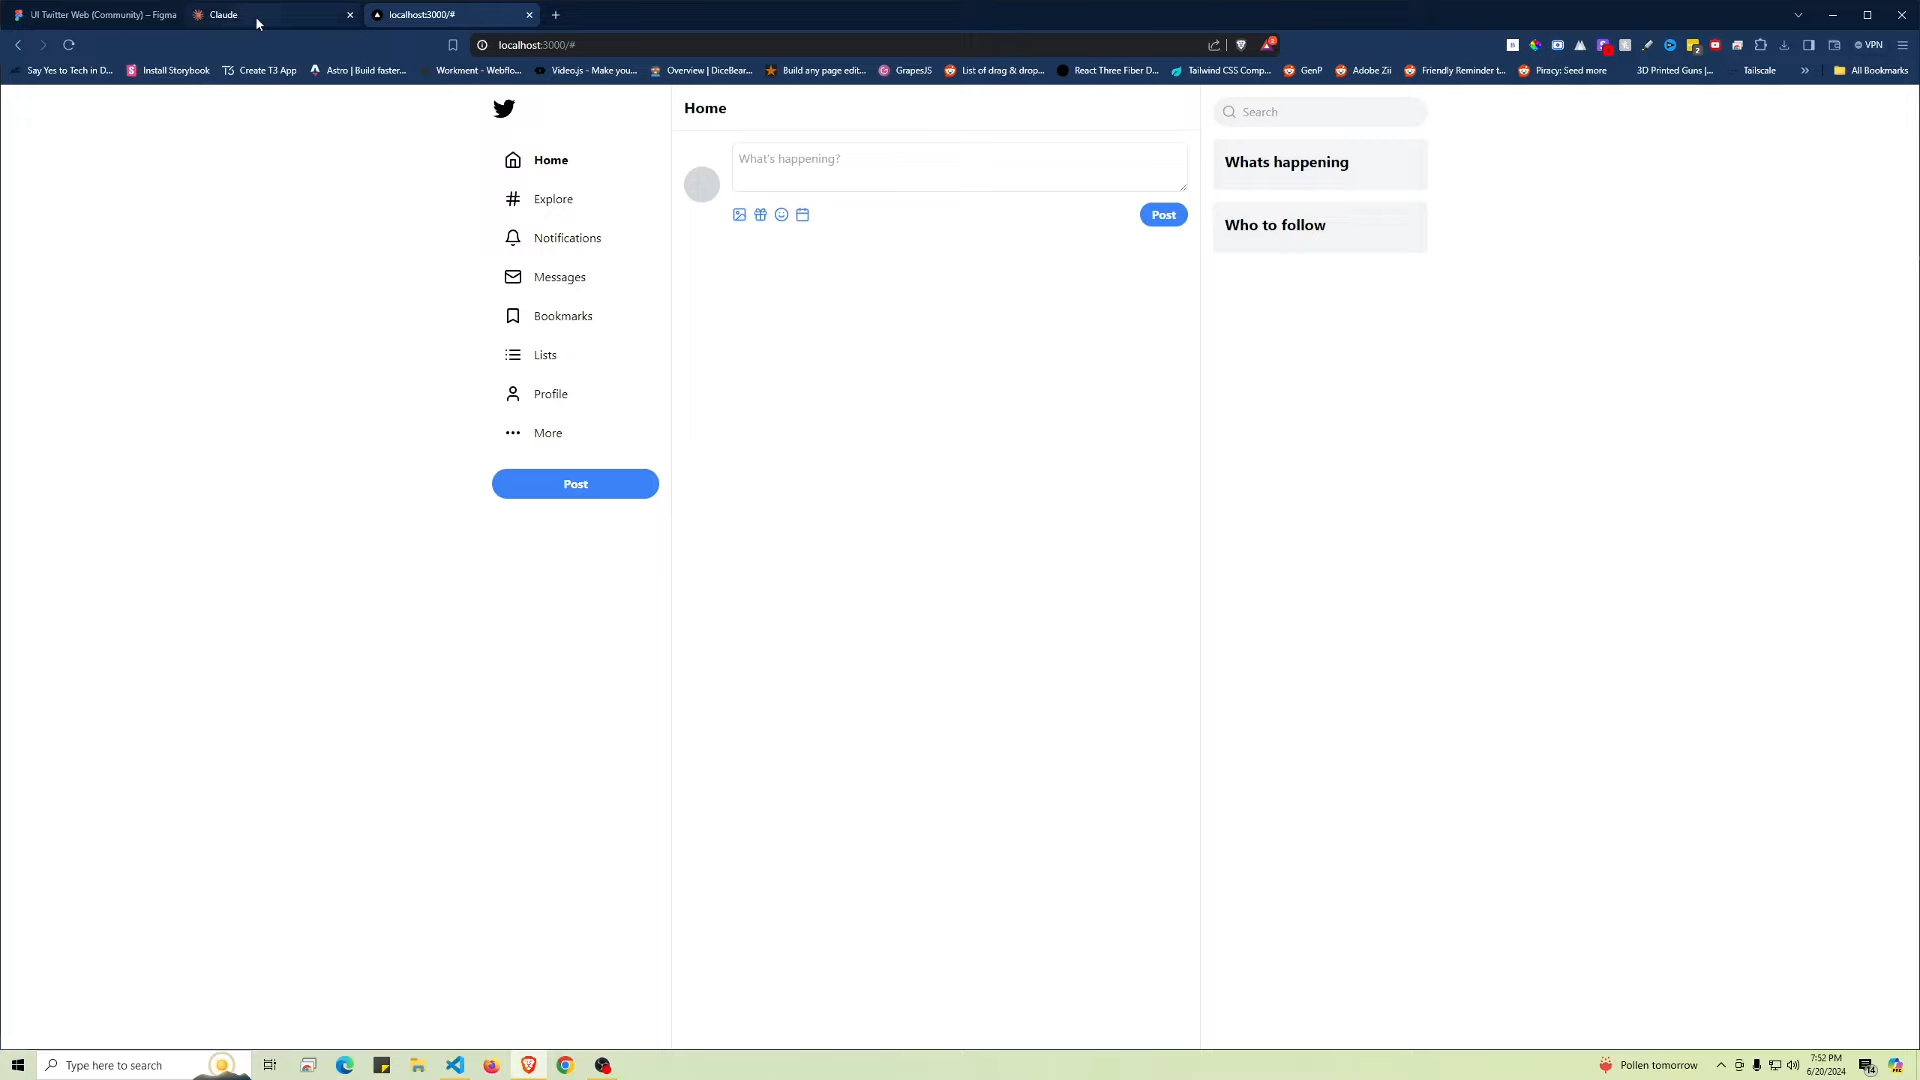 UI Twitter Web (Community) – Figma
Claude
localhost:3000/#
localhost:3000/#
VPN
Say Yes to Tech in D...
Install Storybook
Create T3 App
Astro | Build faster...
Workment - Webflo...
Video.js - Make you...
Overview | DiceBear...
Build any page edit...
GrapesJS
List of drag & drop...
React Three Fiber D...
Tailwind CSS Comp...
GenP
Adobe Zii
Friendly Reminder t...
Piracy: Seed more
3D Printed Guns |...
Tailscale
All Bookmarks
Home
Explore
Notifications
Messages
Bookmarks
Lists
Profile
More
Post
Home
What's happening?
Post
Search
Whats happening
Who to follow
Type here to search
Pollen tomorrow
7:52 PM
6/20/2024